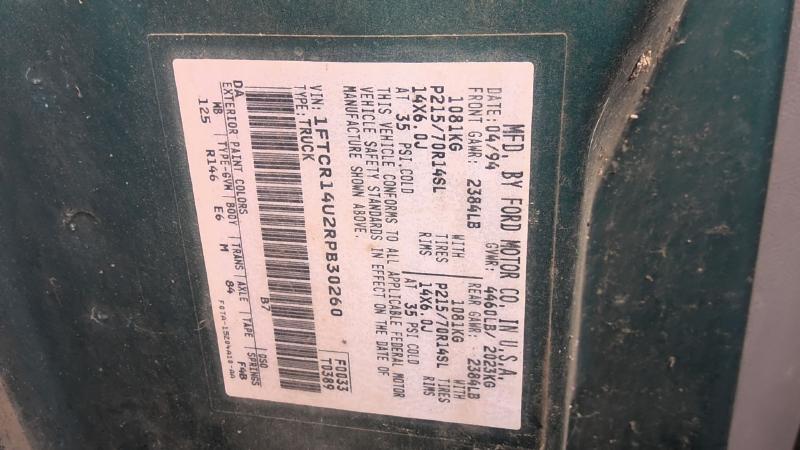 MFD. BY FORD MOTOR CO. IN U.S.A.
DATE: 04/94 GVWR: 4460LB/ 2023KG
FRONT GAWR: 2384LB REAR GAWR: 2384LB
1081KG WITH 1081KG WITH
P215/70R14SL TIRES P215/70R14SL TIRES
14X6.0J RIMS 14X6.0J RIMS
AT 35 PSI.COLD AT 35 PSI COLD
THIS VEHICLE CONFORMS TO ALL APPLICABLE FEDERAL MOTOR
VEHICLE SAFETY STANDARDS IN EFFECT ON THE DATE OF
MANUFACTURE SHOWN ABOVE.
VIN: 1FTCR14U2RPB30260 F0033
TYPE: TRUCK T0389
DA B7 DSO
EXTERIOR PAINT COLORS
WB | TYPE-GVW | BODY | TRANS | AXLE | TAPE | SPRINGS
125 R146 E6 M 84 F4B
F0TA-15204A10-AA